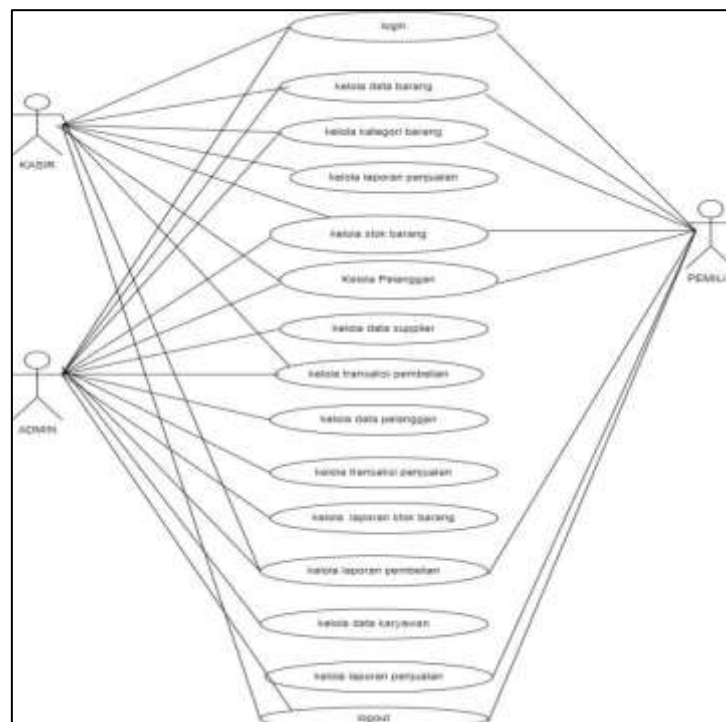 login
kelola data barang
kelola kategori barang
KASIR
kelola laporan penjualan
kelola stok barang
Kelola Pelanggan
PEMILI
kelola data supplier
kelola transaksi pembelian
ADMIN
kelola data pelanggan
kelola transaksi penjualan
kelola laporan stok barang
kelola laporan pembelian
kelola data karyawan
kelola laporan penjualan
logout